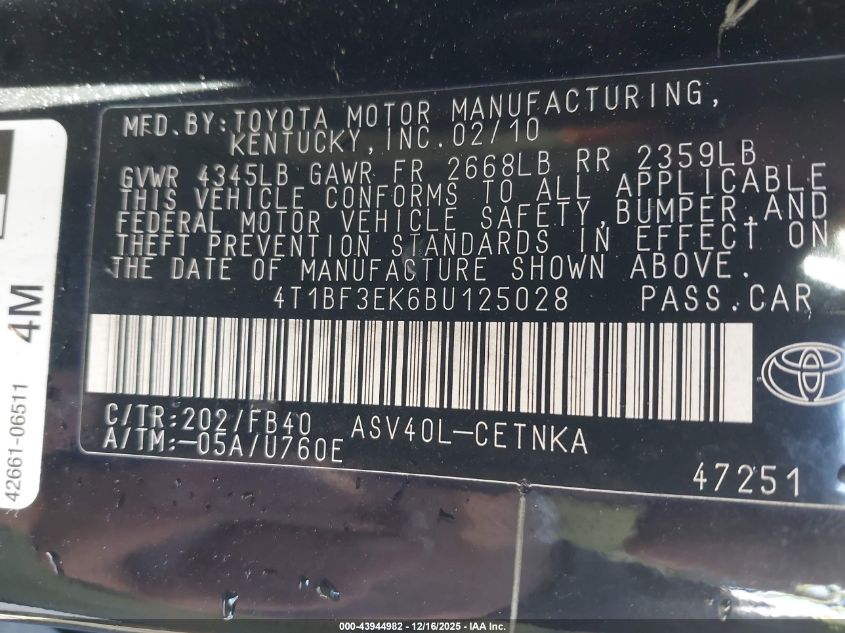 MFD.BY:TOYOTA MOTOR MANUFACTURING,
KENTUCKY,INC.02/10
GVWR 4345LB GAWR FR 2668LB RR 2359LB
THIS VEHICLE CONFORMS TO ALL APPLICABLE
FEDERAL MOTOR VEHICLE SAFETY,BUMPER,AND
THEFT PREVENTION STANDARDS IN EFFECT ON
THE DATE OF MANUFACTURE SHOWN ABOVE.
4T1BF3EK6BU125028 PASS.CAR
C/TR:202/FB40 ASV40L-CETNKA
A/TM:-05A/U760E
47251
4M
42661-06511
000-43944982 - 12/16/2025 - IAA Inc.